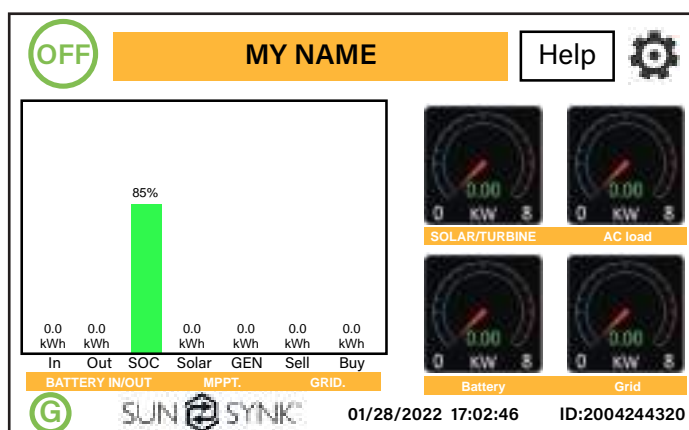 OFF
MY NAME
Help
85%
0.0 0.0 0.0 0.0 0.0 0.0
kWh kWh kWh kWh kWh kWh
In Out SOC Solar GEN Sell Buy
BATTERY IN/OUT MPPT. GRID.
0.00
0 KW 8
SOLAR/TURBINE
0.00
0 KW 8
AC load
0.00
0 KW 8
Battery
0.00
0 KW 8
Grid
G
SUN SYNK
01/28/2022 17:02:46
ID:2004244320